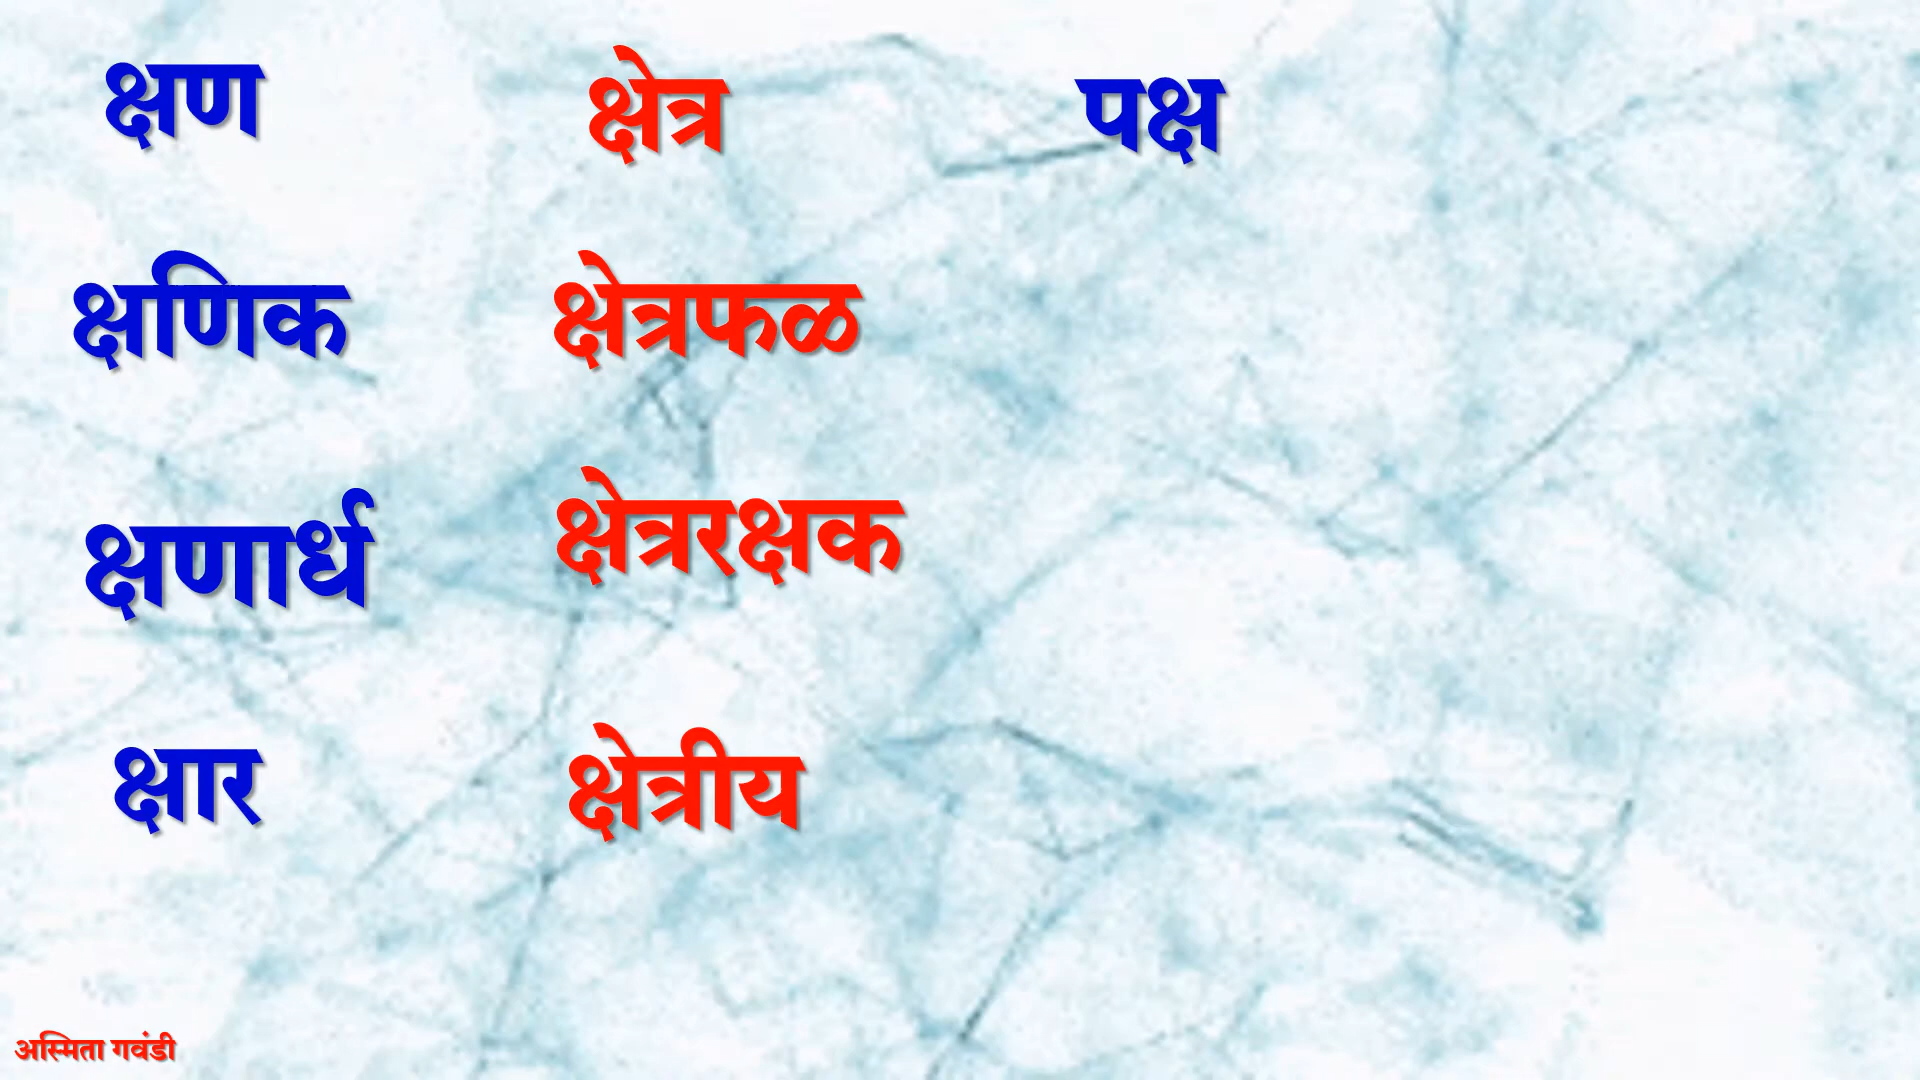 क्षण क्षेत्र पक्ष
क्षणिक क्षेत्रफळ
क्षणार्ध क्षेत्ररक्षक
क्षार क्षेत्रीय
अस्मिता गवंडी